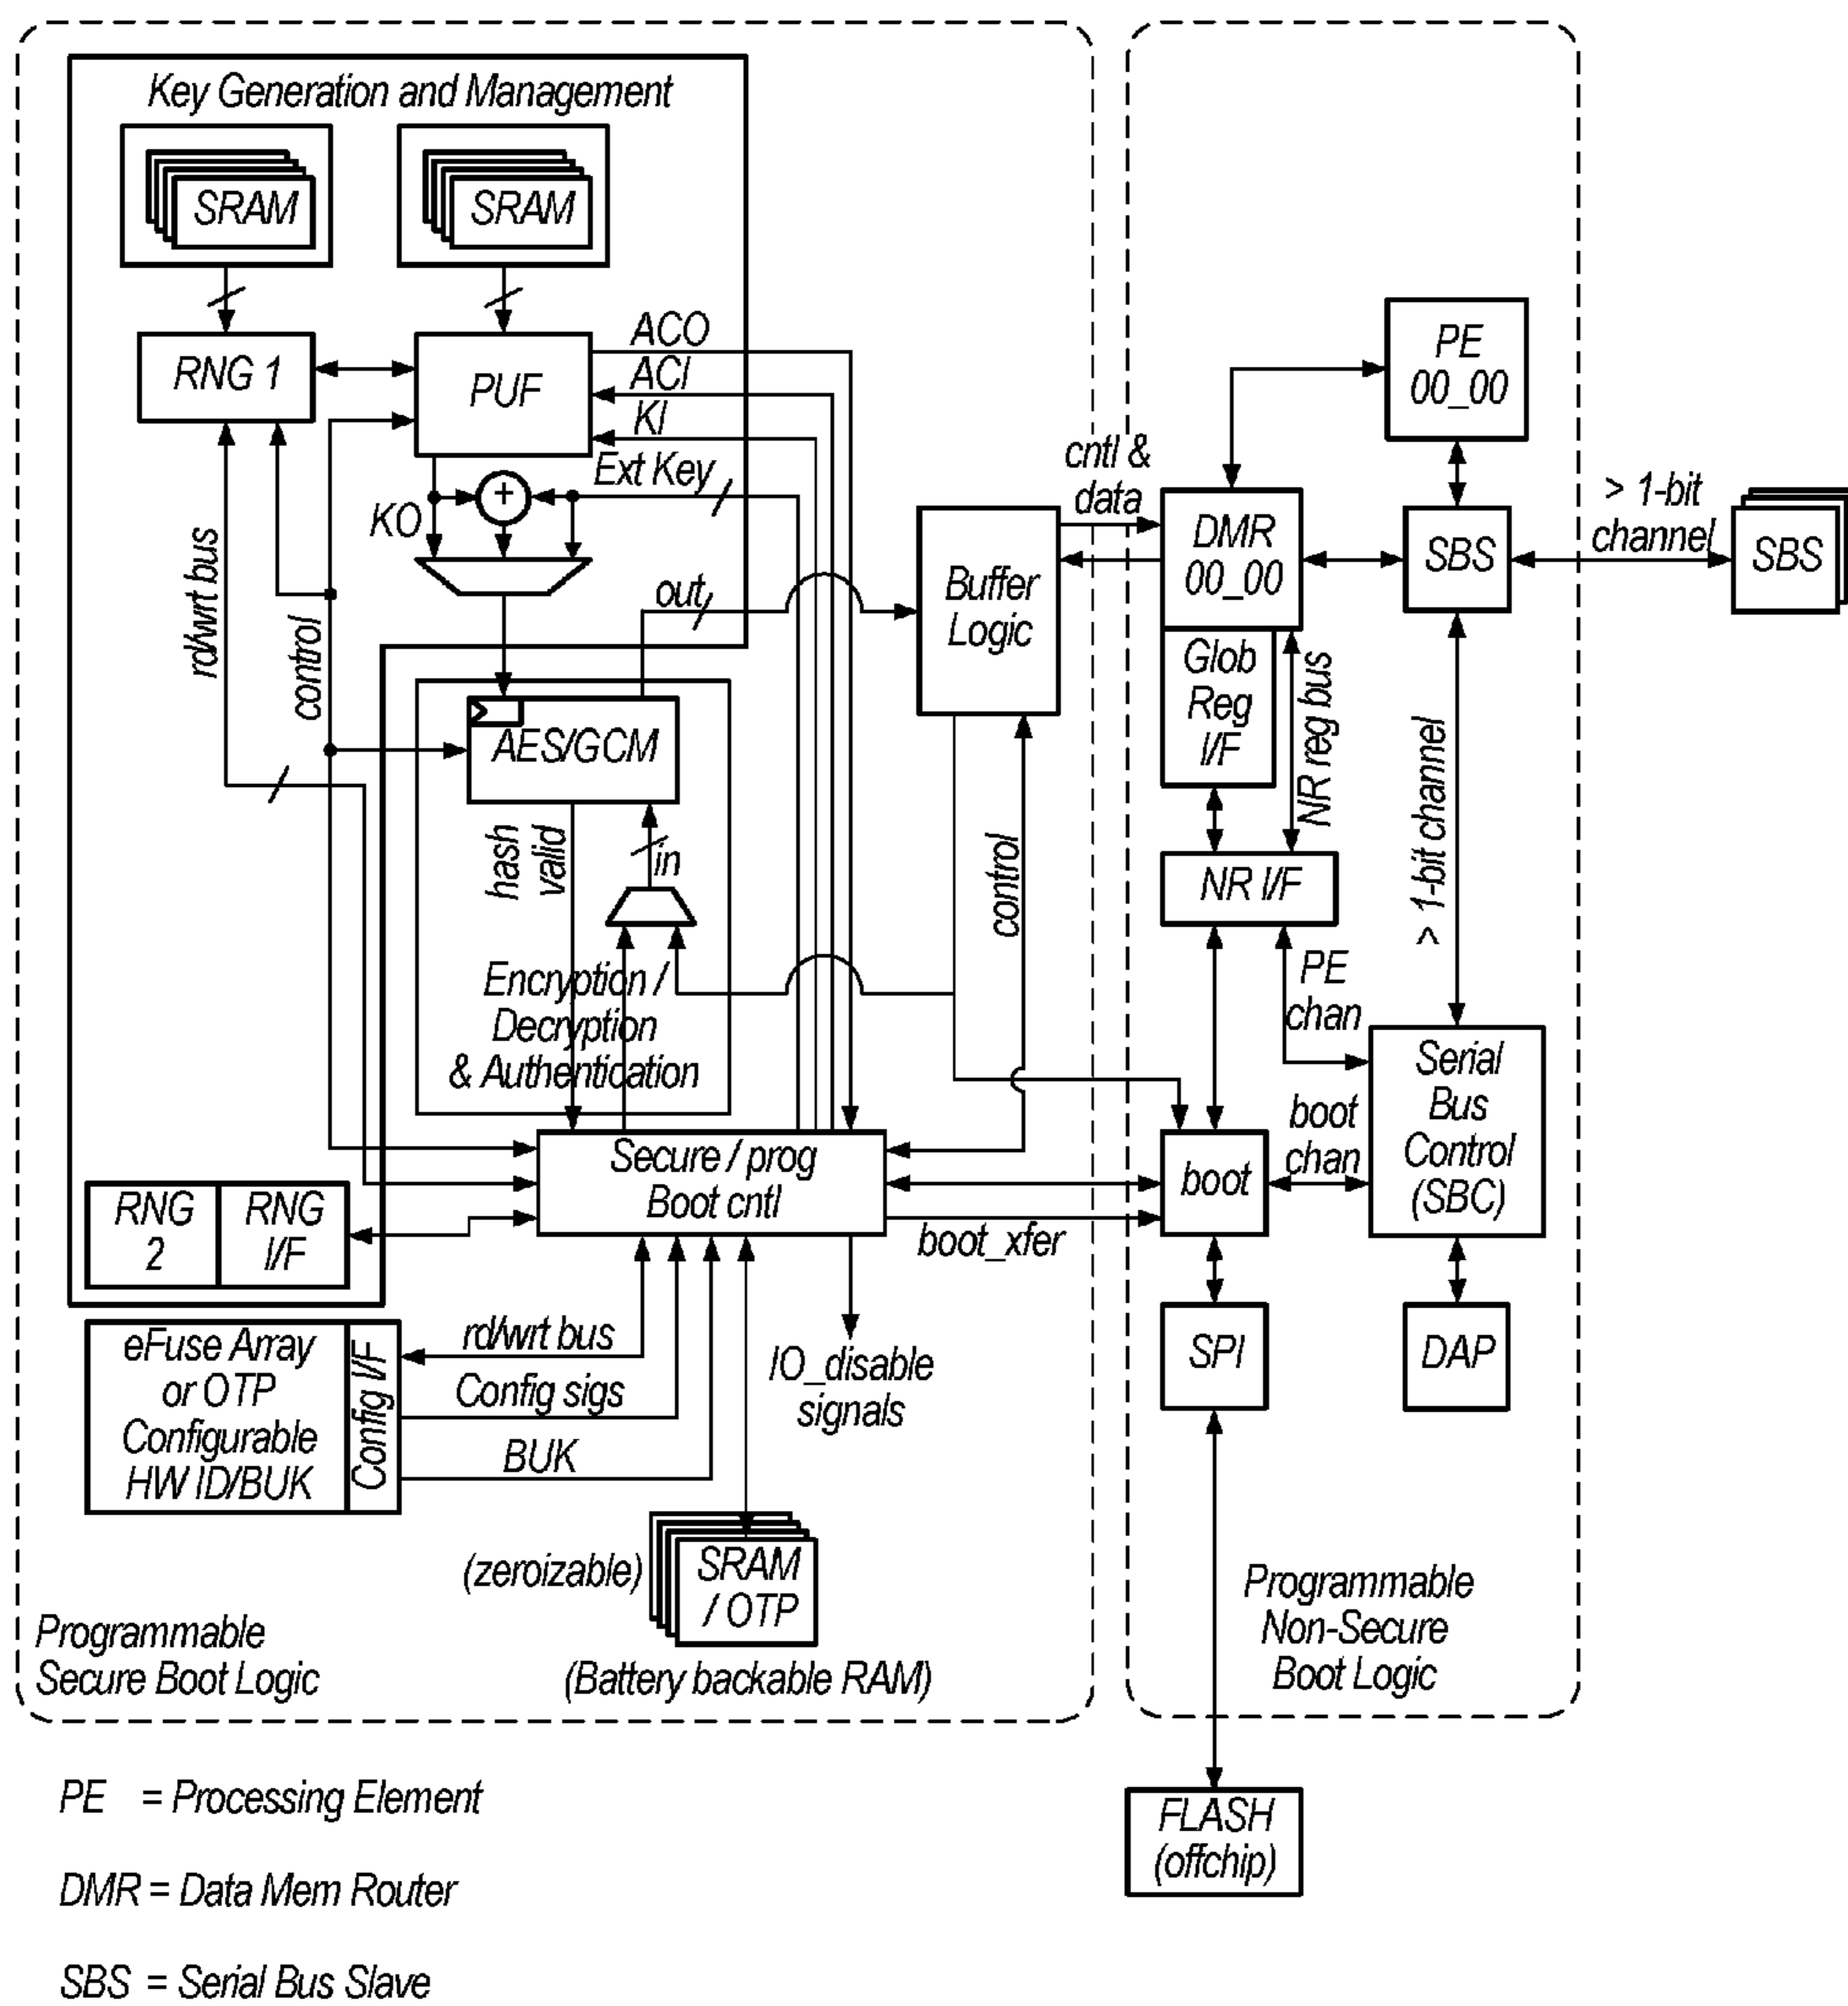 Key Generation and Management
SRAM
SRAM
RNG 1
PUF
ACO
ACI
KI
Ext Key
+
KO
rd/wrt bus
control
out
AES/GCM
hash
valid
in
Encryption /
Decryption
& Authentication
Buffer
Logic
control
cntl &
data
PE
00_00
DMR
00_00
SBS
> 1-bit
channel
SBS
Glob
Reg
I/F
NR reg bus
> 1-bit channel
NR I/F
PE
chan
Serial
Bus
Control
(SBC)
boot
chan
boot
Secure / prog
Boot cntl
boot_xfer
RNG
2
RNG
I/F
eFuse Array
or OTP
Configurable
HW ID/BUK
Config I/F
rd/wrt bus
Config sigs
BUK
IO_disable
signals
SPI
DAP
(zeroizable)
SRAM
/ OTP
(Battery backable RAM)
Programmable
Secure Boot Logic
Programmable
Non-Secure
Boot Logic
FLASH
(offchip)
PE = Processing Element
DMR = Data Mem Router
SBS = Serial Bus Slave